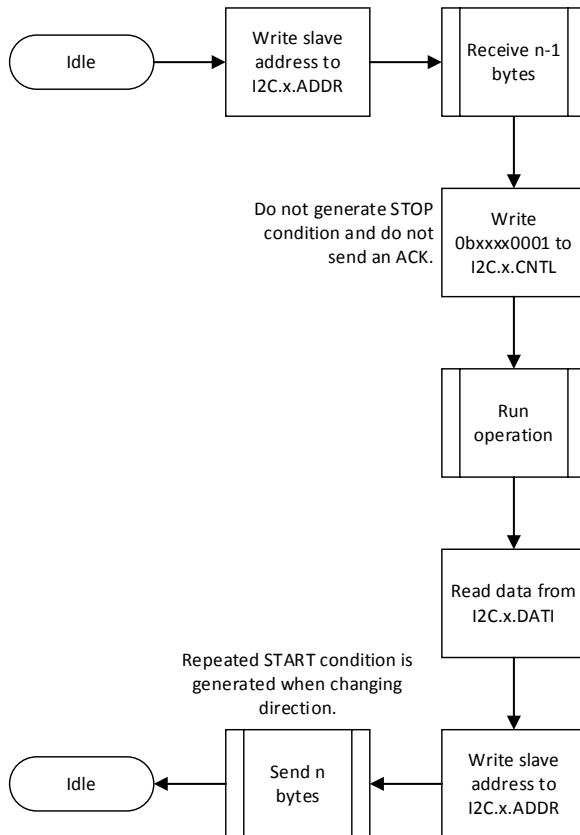 Idle
Write slave
address to
I2C.x.ADDR
Receive n-1
bytes
Do not generate STOP
condition and do not
send an ACK.
Write
0bxxxx0001 to
I2C.x.CNTL
Run
operation
Read data from
I2C.x.DATI
Repeated START condition is
generated when changing
direction.
Idle
Send n
bytes
Write slave
address to
I2C.x.ADDR